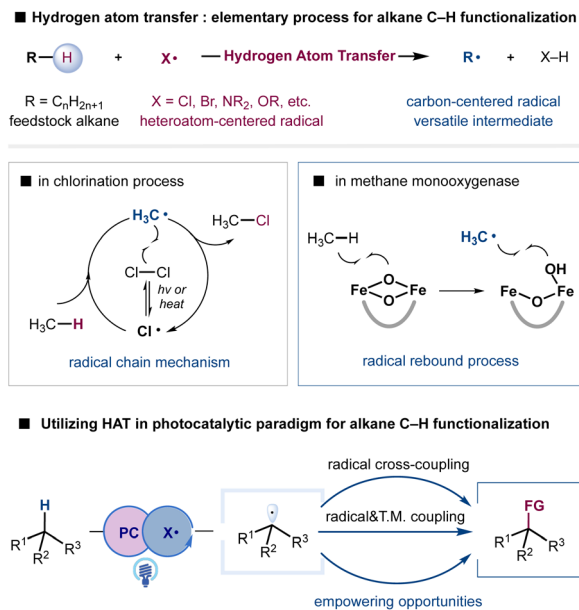 ■ Hydrogen atom transfer : elementary process for alkane C–H functionalization
R–H + X• —Hydrogen Atom Transfer→ R• + X–H
R = CₙH₂ₙ₊₁ X = Cl, Br, NR₂, OR, etc. carbon-centered radical
feedstock alkane heteroatom-centered radical versatile intermediate
■ in chlorination process
H₃C•
H₃C–Cl
Cl–Cl
hv or
heat
H₃C–H
Cl•
radical chain mechanism
■ in methane monooxygenase
H₃C–H H₃C•
OH
Fe O O Fe Fe O Fe
radical rebound process
■ Utilizing HAT in photocatalytic paradigm for alkane C–H functionalization
radical cross-coupling
H FG
PC X• radical&T.M. coupling
R¹ R² R³ R¹ R² R³ R¹ R² R³
empowering opportunities